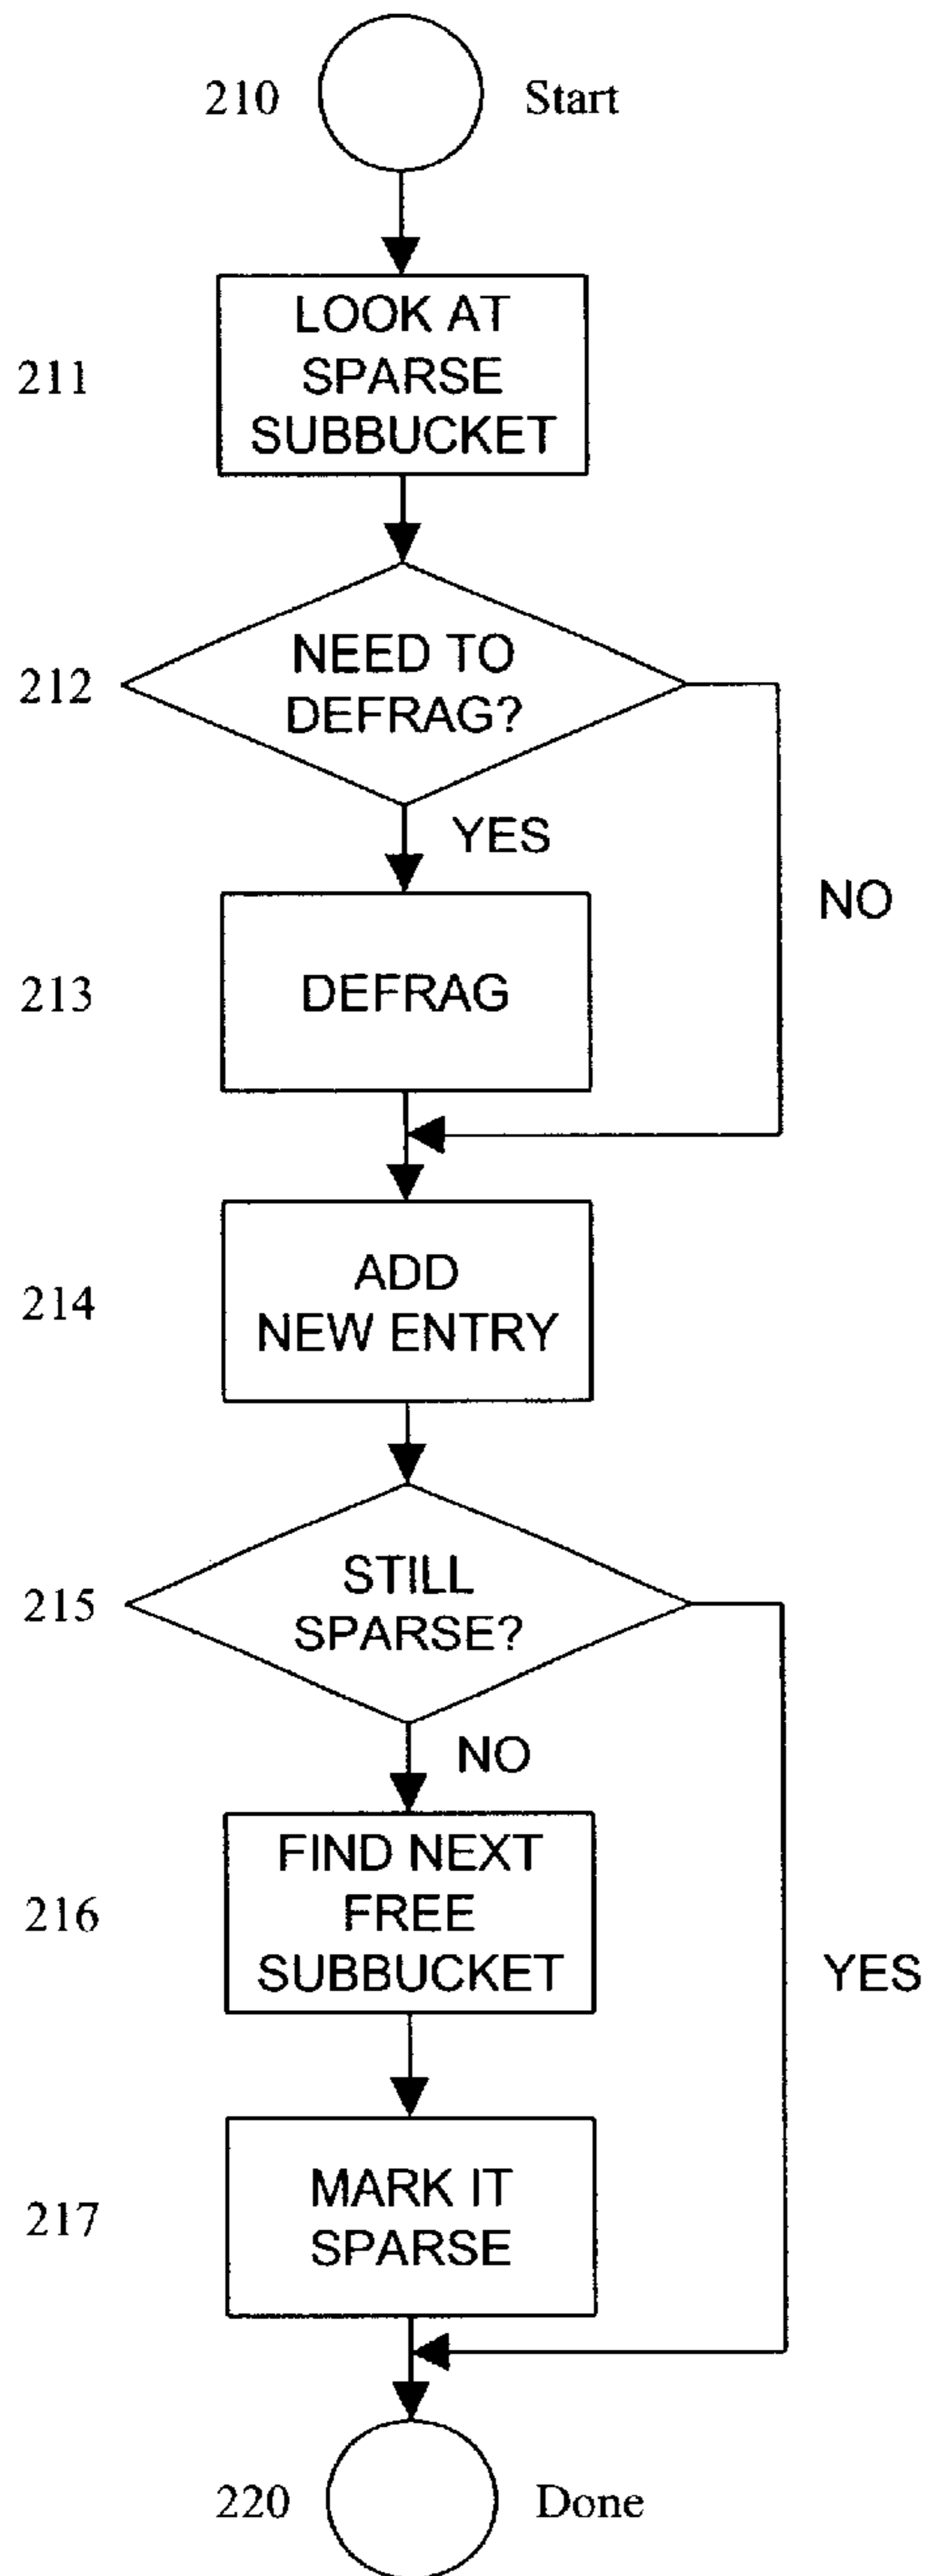 210 Start
LOOK AT
211 SPARSE
SUBBUCKET
NEED TO
212 DEFRAG?
YES
NO
213 DEFRAG
ADD
214 NEW ENTRY
STILL
215 SPARSE?
NO
FIND NEXT
216 FREE
SUBBUCKET
YES
MARK IT
217 SPARSE
220 Done